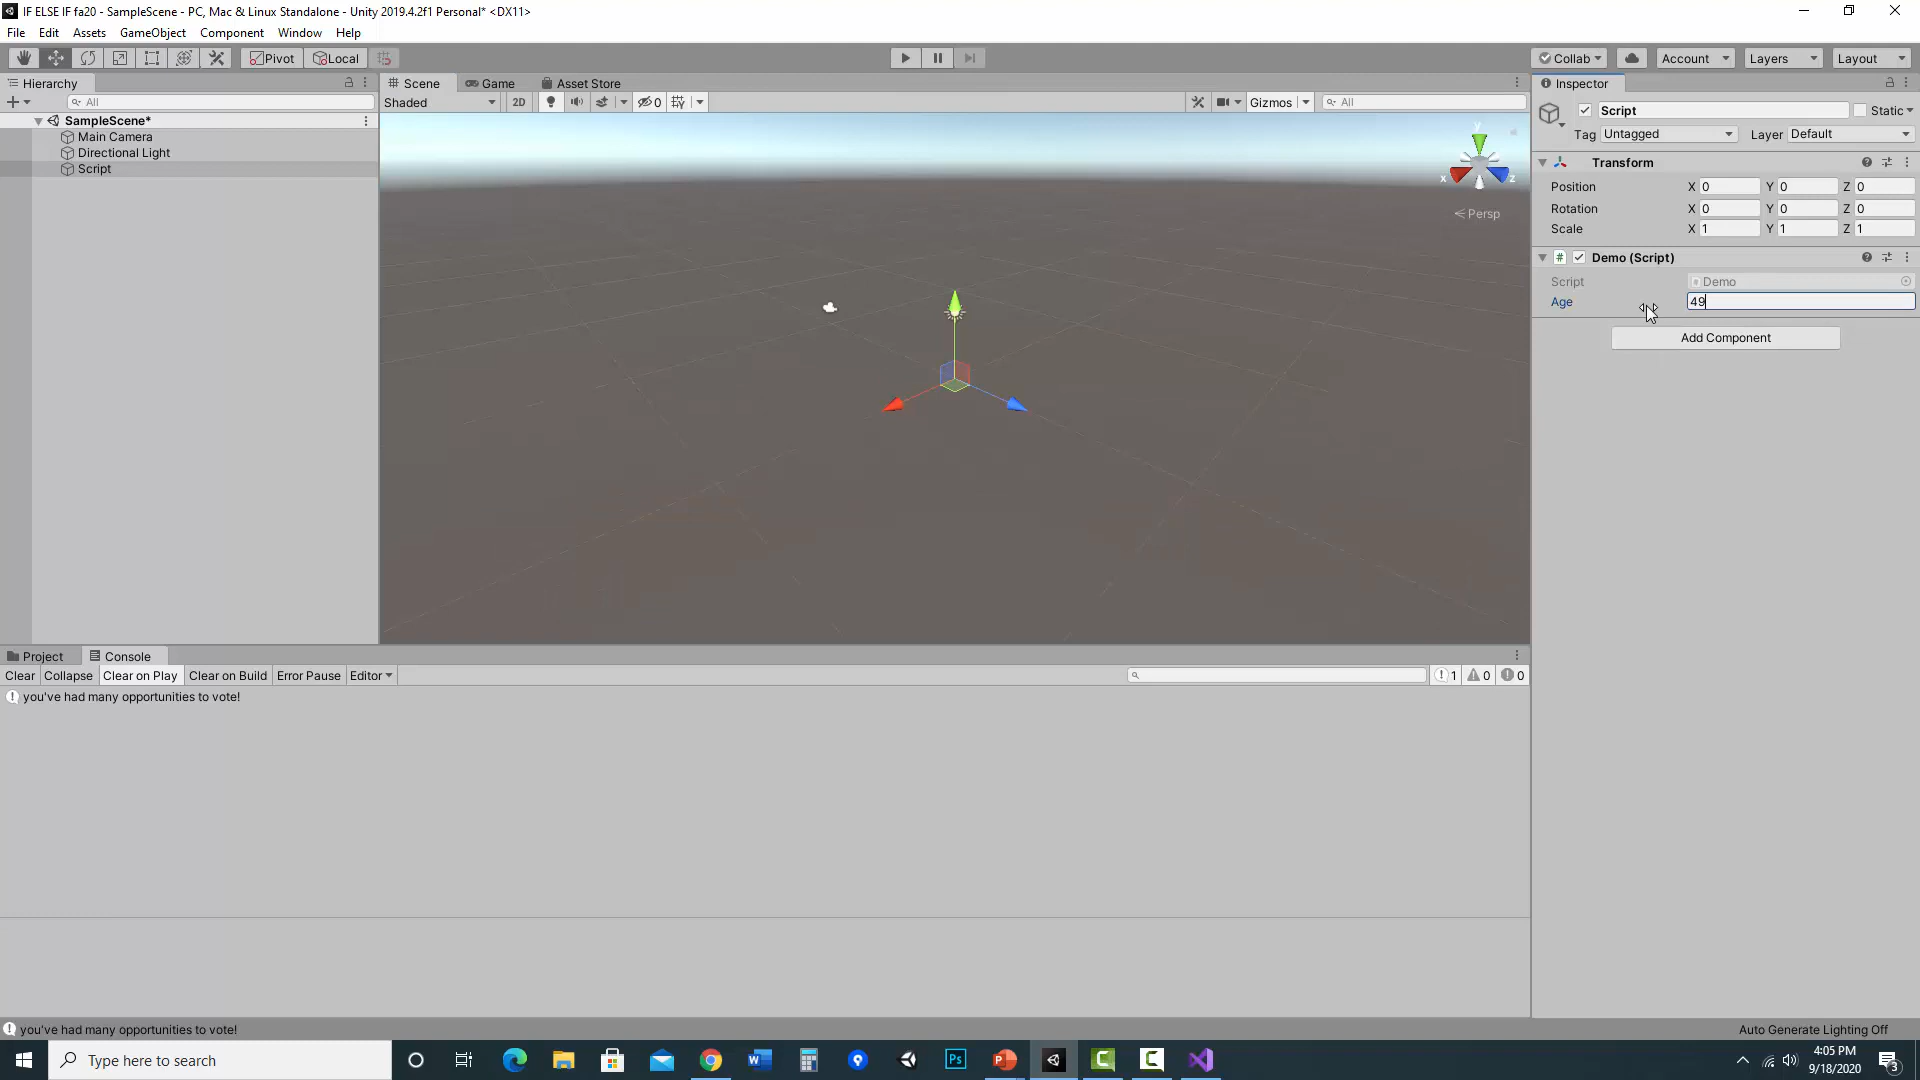 IF ELSE IF fa20 - SampleScene - PC, Mac & Linux Standalone - Unity 2019.4.2f1 Personal* <DX11>
File Edit Assets GameObject Component Window Help
Pivot Local Collab Account Layers Layout
Hierarchy
All
SampleScene*
Main Camera
Directional Light
Script
Scene Game Asset Store
Shaded 2D 0 Gizmos All
y
x z
Persp
Inspector
Script Static
Tag Untagged Layer Default
Transform
Position X 0 Y 0 Z 0
Rotation X 0 Y 0 Z 0
Scale X 1 Y 1 Z 1
Demo (Script)
Script Demo
Age 49
Add Component
Project Console
Clear Collapse Clear on Play Clear on Build Error Pause Editor 1 0 0
you've had many opportunities to vote!
you've had many opportunities to vote!
Auto Generate Lighting Off
Type here to search
4:05 PM
9/18/2020
3